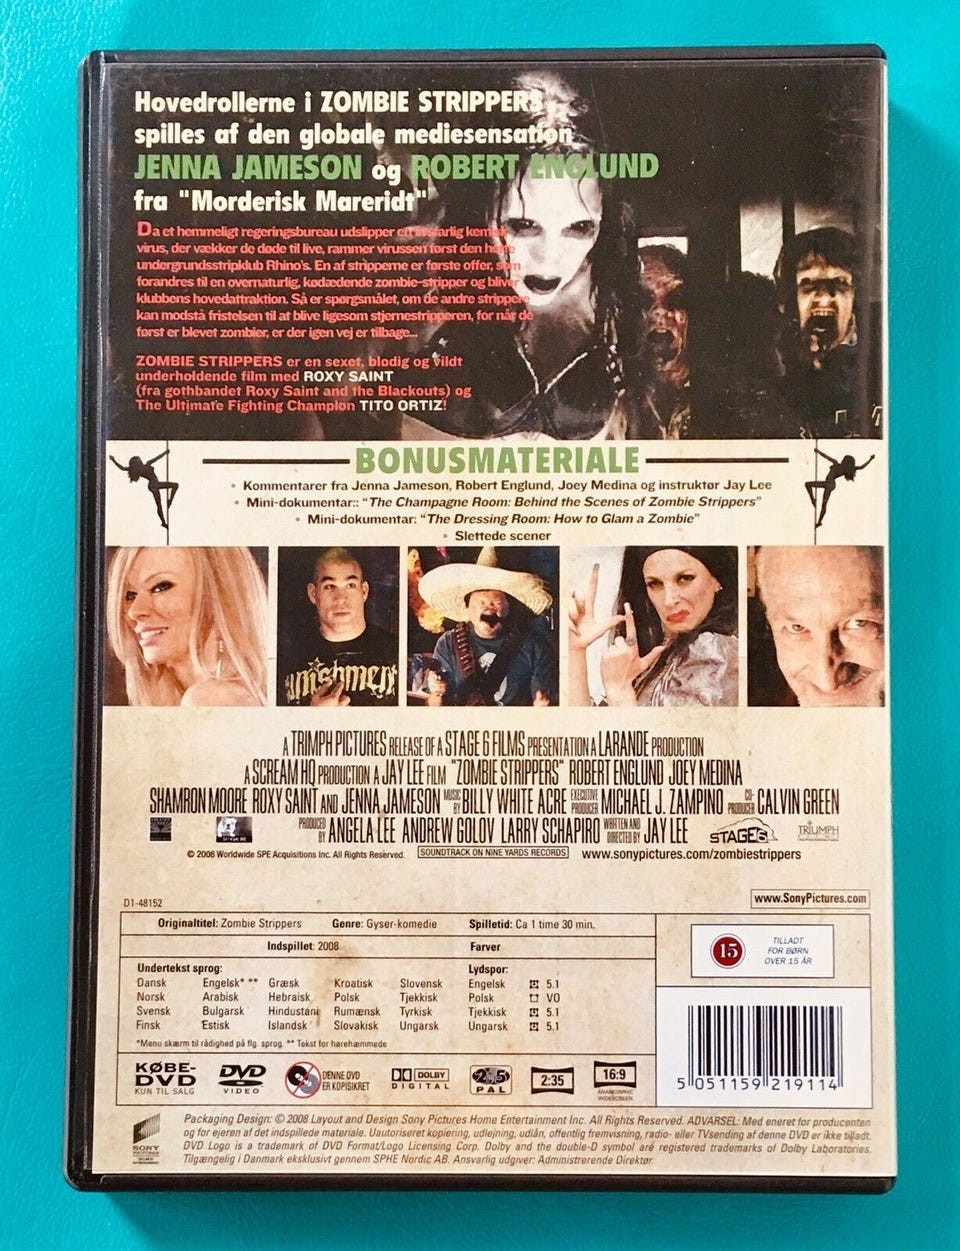 Hovedrollerne i ZOMBIE STRIPPERS
spilles af den globale mediesensation
JENNA JAMESON og ROBERT ENGLUND
fra "Morderisk Mareridt"
Da et hemmeligt regeringsbureau udslipper en livsfarlig kemisk
virus, der vækker de døde til live, rammer virussen først den hotte
undergrundsstripklub Rhino's. En af stripperne er første offer, som
forandres til en overnaturlig, kødædende zombie-stripper og bliver
klubbens hovedattraktion. Så er spørgsmålet, om de andre strippere
kan modstå fristelsen til at blive ligesom stjernestripperen, for når de
først er blevet zombier, er der igen vej er tilbage...
ZOMBIE STRIPPERS er en sexet, blodig og vildt
underholdende film med ROXY SAINT
(fra gothbandet Roxy Saint and the Blackouts) og
The Ultimate Fighting Champion TITO ORTIZ!
BONUSMATERIALE
• Kommentarer fra Jenna Jameson, Robert Englund, Joey Medina og instruktør Jay Lee
• Mini-dokumentar:: "The Champagne Room: Behind the Scenes of Zombie Strippers"
• Mini-dokumentar: "The Dressing Room: How to Glam a Zombie"
• Slettede scener
A TRIMPH PICTURES RELEASE OF A STAGE 6 FILMS PRESENTATION A LARANDE PRODUCTION
A SCREAM HQ PRODUCTION A JAY LEE FILM "ZOMBIE STRIPPERS" ROBERT ENGLUND JOEY MEDINA
SHAMRON MOORE ROXY SAINT AND JENNA JAMESON MUSIC BY BILLY WHITE ACRE EXECUTIVE PRODUCER MICHAEL J. ZAMPINO CO-PRODUCER CALVIN GREEN
PRODUCED BY ANGELA LEE ANDREW GOLOV LARRY SCHAPIRO WRITTEN AND DIRECTED BY JAY LEE STAGE 6 TRIUMPH
© 2008 Worldwide SPE Acquisitions Inc. All Rights Reserved. SOUNDTRACK ON NINE YARDS RECORDS www.sonypictures.com/zombiestrippers
www.SonyPictures.com
D1-48152
Originaltitel: Zombie Strippers Genre: Gyser-komedie Spilletid: Ca 1 time 30 min.
Indspillet: 2008 Farver
Undertekst sprog: Lydspor:
Dansk Engelsk* ** Græsk Kroatisk Slovensk Engelsk 5.1
Norsk Arabisk Hebraisk Polsk Tjekkisk Polsk VO
Svensk Bulgarsk Hindustani Rumænsk Tyrkisk Tjekkisk 5.1
Finsk Estisk Islandsk Slovakisk Ungarsk Ungarsk 5.1
*Menu skærm til rådighed på flg. sprog. ** Tekst for hørehæmmede
15
TILLADT
FOR BØRN
OVER 15 ÅR
5 051159 219114
KØBE-
DVD
KUN TIL SALG
DVD
VIDEO
DENNE DVD
ER KOPISIKRET
DOLBY
DIGITAL
PAL
2:35
16:9
ANAMORPHIC
WIDESCREEN
SONY
Packaging Design: © 2008 Layout and Design Sony Pictures Home Entertainment Inc. All Rights Reserved. ADVARSEL: Med eneret for producenten
og for ejeren af det indspillede materiale. Uautoriseret kopiering, udlejning, udlån, offentlig fremvisning, radio- eller TVsending af denne DVD er ikke tilladt.
DVD Logo is a trademark of DVD Format/Logo Licensing Corp. Dolby and the double-D symbol are registered trademarks of Dolby Laboratories.
Tilgængelig i Danmark eksklusivt gennem SPHE Nordic AB. Ansvarlig udgiver: Administrerende Direktør.